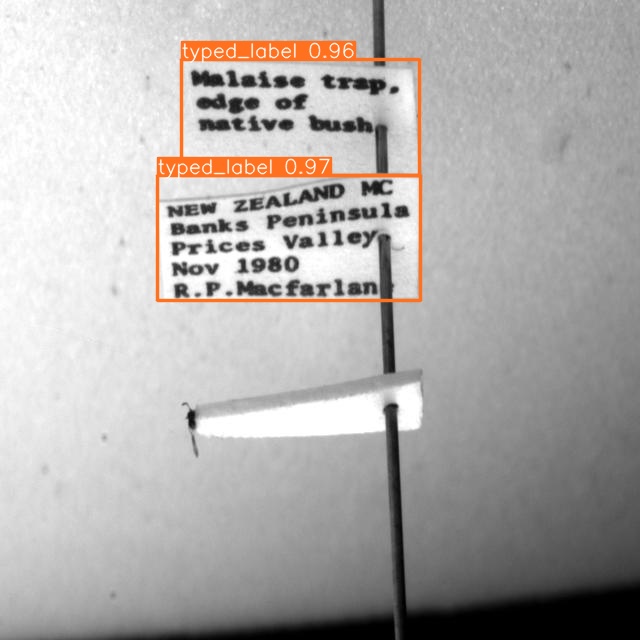 typed_label 0.96
Malaise trap,
edge of
native bush,
typed_label 0.97
NEW ZEALAND MC
Banks Peninsula
Prices Valley
Nov 1980
R.P.Macfarlan